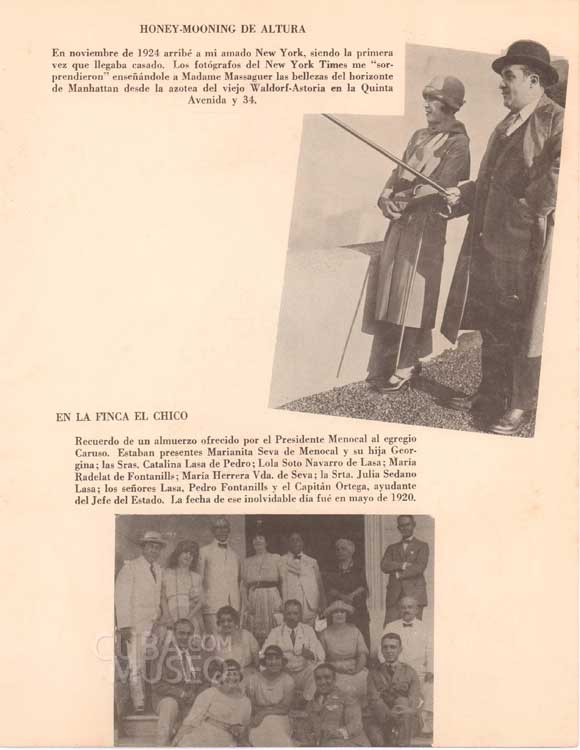 HONEY-MOONING DE ALTURA
En noviembre de 1924 arribé a mi amado New York, siendo la primera
vez que llegaba casado. Los fotógrafos del New York Times me “sor-
prendieron” enseñándole a Madame Massaguer las bellezas del horizonte
de Manhattan desde la azotea del viejo Waldorf-Astoria en la Quinta
Avenida y 34.
EN LA FINCA EL CHICO
Recuerdo de un almuerzo ofrecido por el Presidente Menocal al egregio
Caruso. Estaban presentes Marianita Seva de Menocal y su hija Geor-
gina; las Sras. Catalina Lasa de Pedro; Lola Soto Navarro de Lasa; María
Radelat de Fontanills; María Herrera Vda. de Seva; la Srta. Julia Sedano
Lasa; los señores Lasa, Pedro Fontanills y el Capitán Ortega, ayudante
del Jefe del Estado. La fecha de ese inolvidable día fué en mayo de 1920.
CUBA.COM
MUSEO